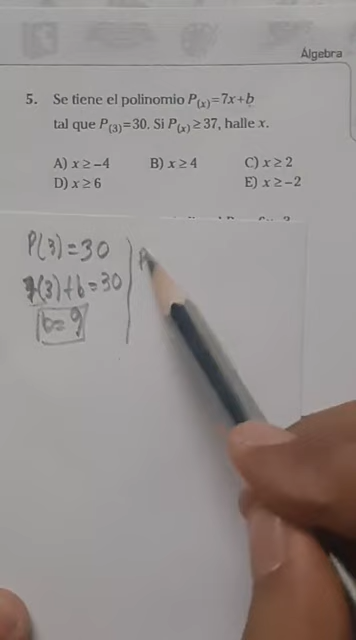 Álgebra
5. Se tiene el polinomio P(x)=7x+b
tal que P(3)=30. Si P(x) ≥ 37, halle x.
A) x ≥ -4 B) x ≥ 4 C) x ≥ 2
D) x ≥ 6 E) x ≥ -2
P(3)=30
7(3)+b=30
b=9
P